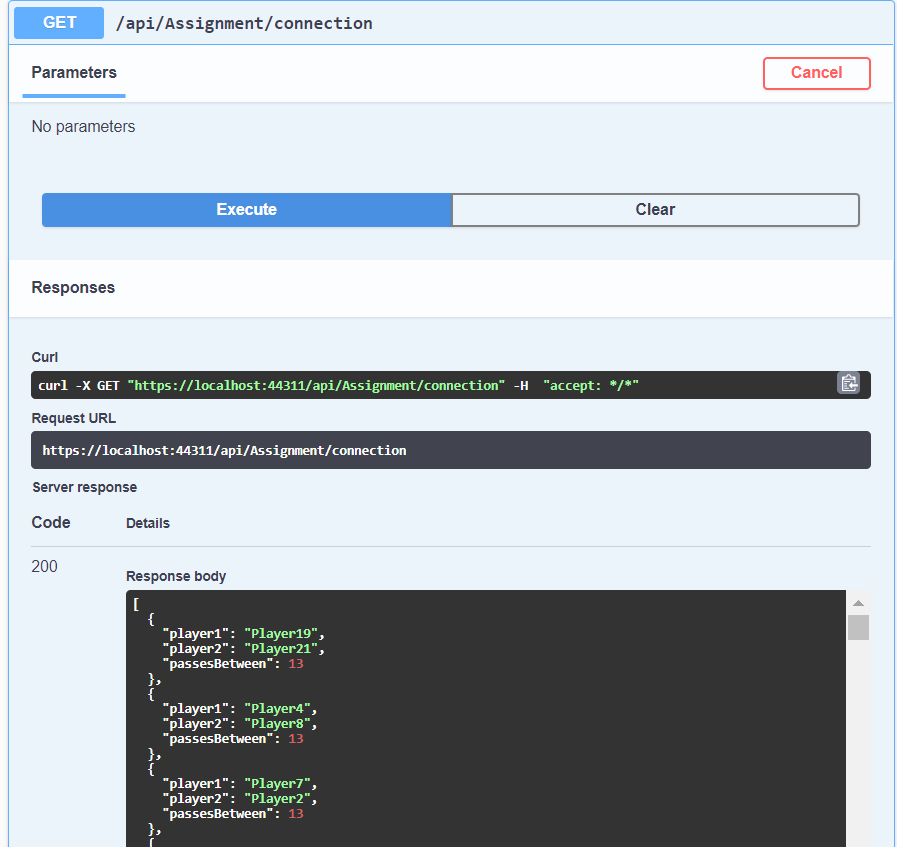 GET /api/Assignment/connection
Parameters
Cancel
No parameters
Execute
Clear
Responses
Curl
curl -X GET "https://localhost:44311/api/Assignment/connection" -H  "accept: */*"
Request URL
https://localhost:44311/api/Assignment/connection
Server response
Code
Details
200
Response body
[
  {
    "player1": "Player19",
    "player2": "Player21",
    "passesBetween": 13
  },
  {
    "player1": "Player4",
    "player2": "Player8",
    "passesBetween": 13
  },
  {
    "player1": "Player7",
    "player2": "Player2",
    "passesBetween": 13
  },
  {